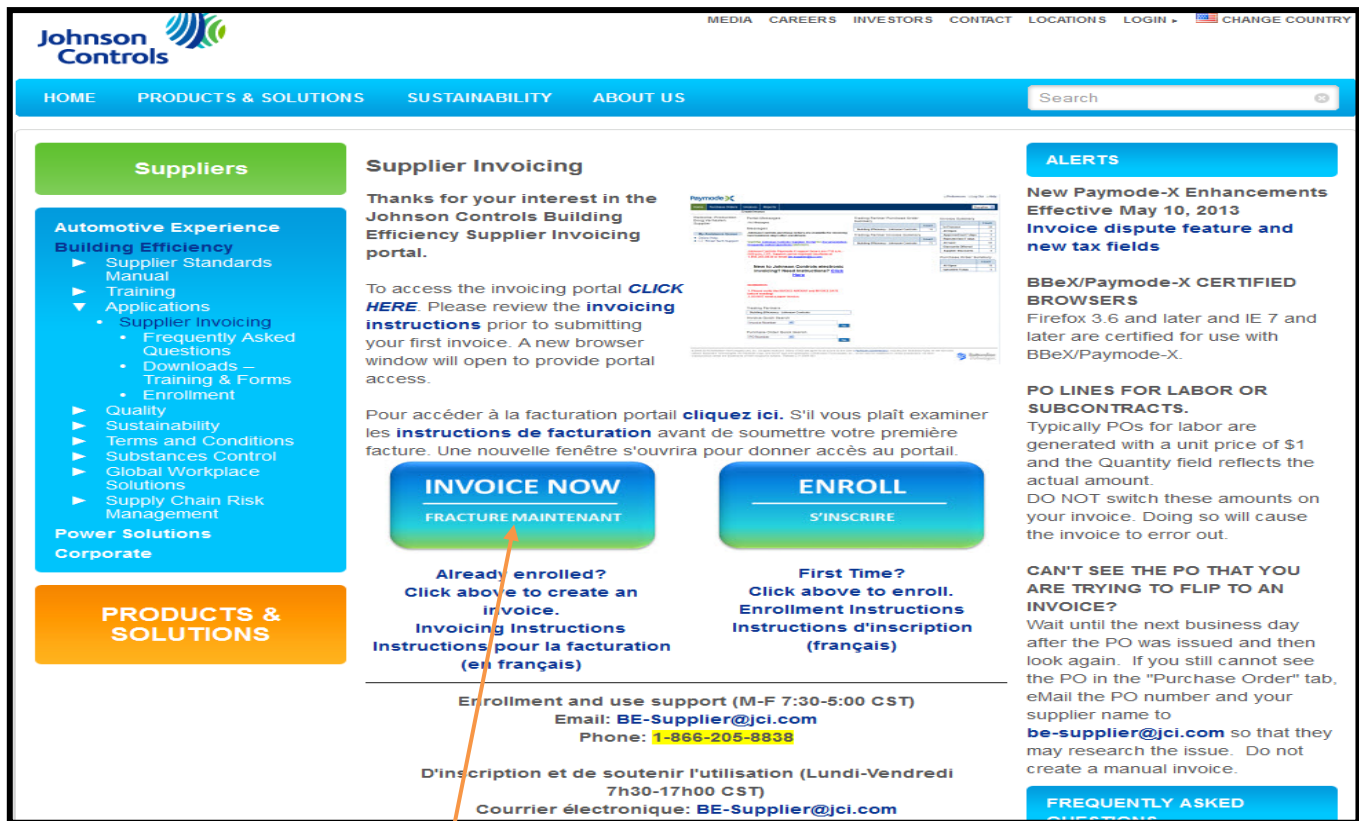 Johnson
Controls
MEDIA CAREERS INVESTORS CONTACT LOCATIONS LOGIN CHANGE COUNTRY
HOME PRODUCTS & SOLUTIONS SUSTAINABILITY ABOUT US
Search
Suppliers
Automotive Experience
Building Efficiency
Supplier Standards
Manual
Training
Applications
Supplier Invoicing
Frequently Asked
Questions
Downloads –
Training & Forms
Enrollment
Quality
Sustainability
Terms and Conditions
Substances Control
Global Workplace
Solutions
Supply Chain Risk
Management
Power Solutions
Corporate
PRODUCTS &
SOLUTIONS
Supplier Invoicing
Thanks for your interest in the
Johnson Controls Building
Efficiency Supplier Invoicing
portal.
To access the invoicing portal CLICK
HERE. Please review the invoicing
instructions prior to submitting
your first invoice. A new browser
window will open to provide portal
access.
Paymode-X
New to Johnson Controls electronic
invoicing? Need instructions? Click
Here
Pour accéder à la facturation portail cliquez ici. S'il vous plaît examiner
les instructions de facturation avant de soumettre votre première
facture. Une nouvelle fenêtre s'ouvrira pour donner accès au portail.
INVOICE NOW
FRACTURE MAINTENANT
ENROLL
S'INSCRIRE
Already enrolled?
Click above to create an
invoice.
Invoicing Instructions
Instructions pour la facturation
(en français)
First Time?
Click above to enroll.
Enrollment Instructions
Instructions d'inscription
(français)
Enrollment and use support (M-F 7:30-5:00 CST)
Email: BE-Supplier@jci.com
Phone: 1-866-205-8838
D'inscription et de soutenir l'utilisation (Lundi-Vendredi
7h30-17h00 CST)
Courrier électronique: BE-Supplier@jci.com
ALERTS
New Paymode-X Enhancements
Effective May 10, 2013
Invoice dispute feature and
new tax fields
BBeX/Paymode-X CERTIFIED
BROWSERS
Firefox 3.6 and later and IE 7 and
later are certified for use with
BBeX/Paymode-X.
PO LINES FOR LABOR OR
SUBCONTRACTS.
Typically POs for labor are
generated with a unit price of $1
and the Quantity field reflects the
actual amount.
DO NOT switch these amounts on
your invoice. Doing so will cause
the invoice to error out.
CAN'T SEE THE PO THAT YOU
ARE TRYING TO FLIP TO AN
INVOICE?
Wait until the next business day
after the PO was issued and then
look again. If you still cannot see
the PO in the "Purchase Order" tab,
eMail the PO number and your
supplier name to
be-supplier@jci.com so that they
may research the issue. Do not
create a manual invoice.
FREQUENTLY ASKED
QUESTIONS